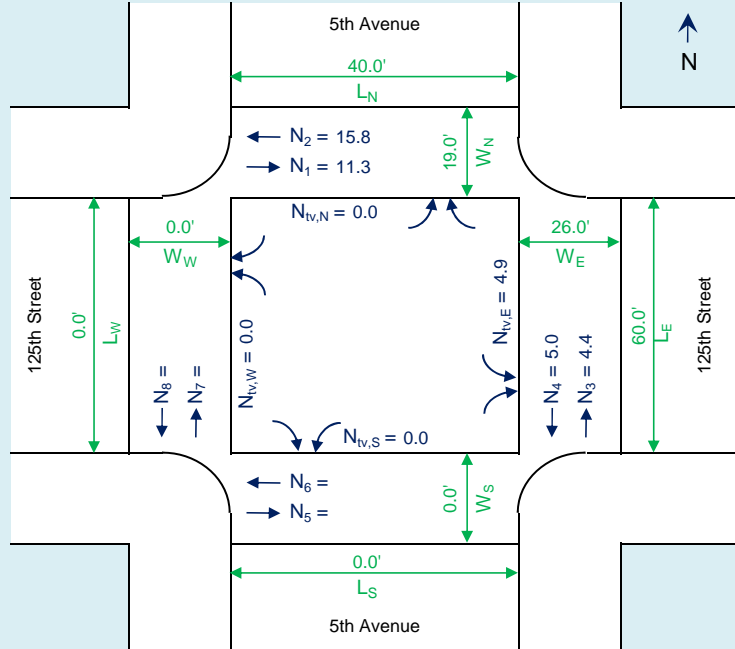 5th Avenue
N
40.0'
L_N
N_2 = 15.8
N_1 = 11.3
19.0'
W_N
N_tv,N = 0.0
0.0'
W_W
26.0'
W_E
125th Street
0.0'
L_W
N_8 =
N_7 =
N_tv,W = 0.0
N_tv,E = 4.9
N_4 = 5.0
N_3 = 4.4
60.0'
L_E
125th Street
N_tv,S = 0.0
N_6 =
N_5 =
0.0'
W_S
0.0'
L_S
5th Avenue